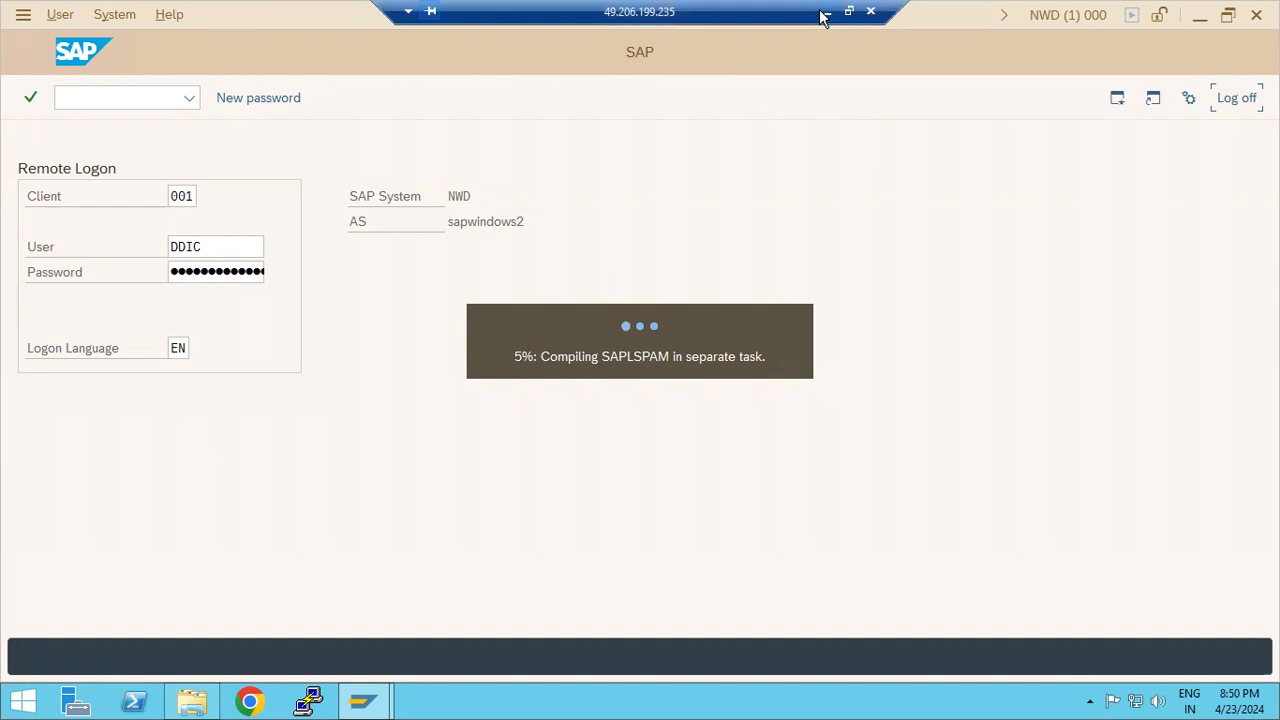 User System Help
49.206.199.235
NWD (1) 000
SAP
SAP
New password
Log off
Remote Logon
Client 001
SAP System NWD
AS sapwindows2
User DDIC
Password
Logon Language EN
5%: Compiling SAPLSPAM in separate task.
ENG
IN
8:50 PM
4/23/2024